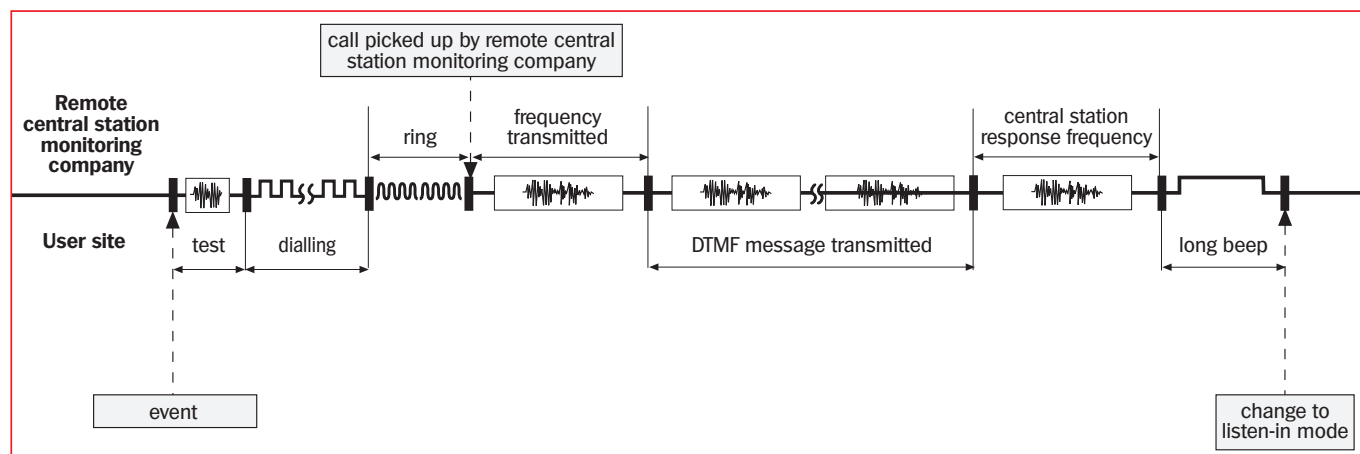 call picked up by remote central
station monitoring company
Remote
central station
monitoring
company
ring
frequency
transmitted
central station
response frequency
User site
test
dialling
DTMF message transmitted
long beep
event
change to
listen-in mode